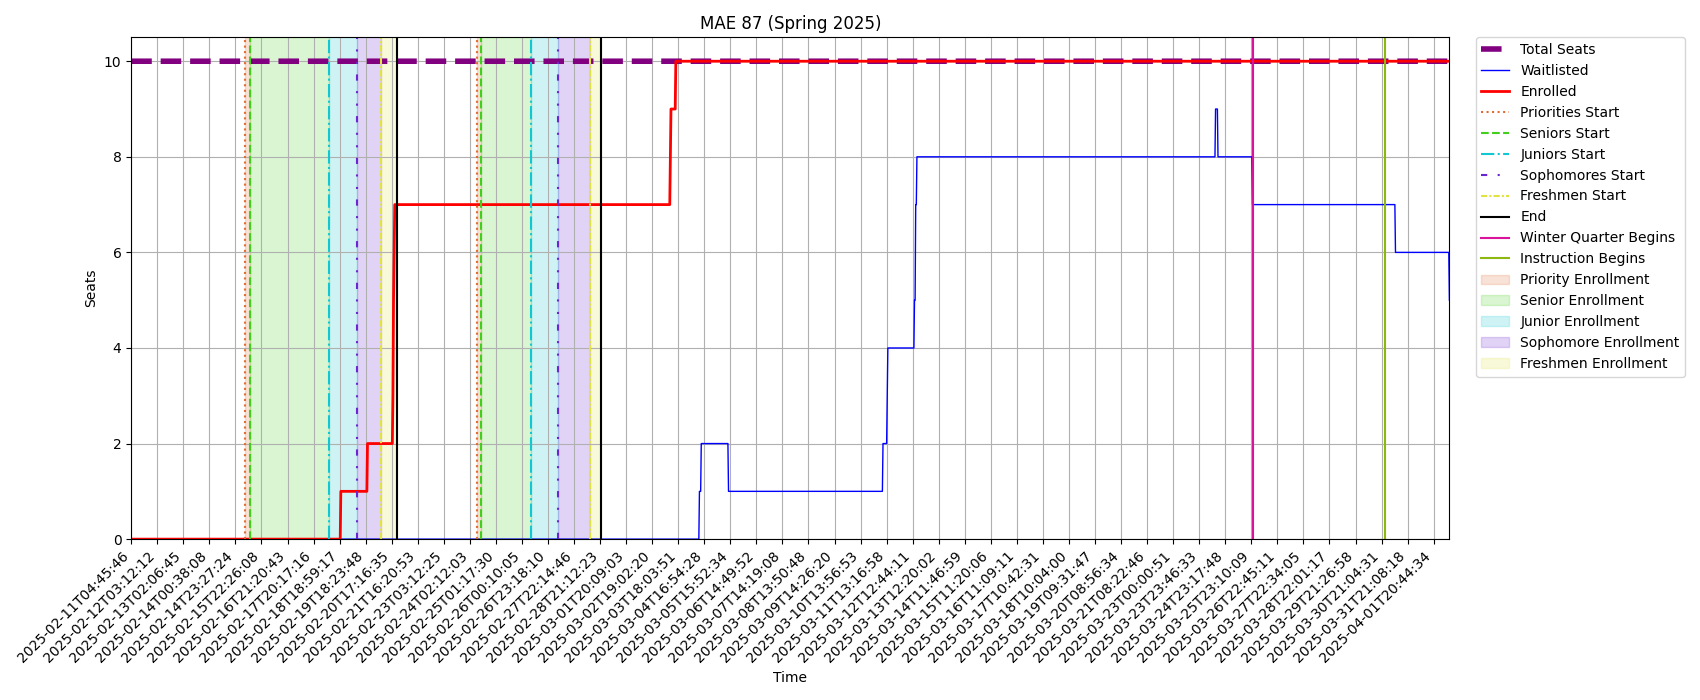 MAE 87 (Spring 2025)
Seats
10
8
6
4
2
0
2025-02-11T04:45:46
2025-02-12T03:12:12
2025-02-13T02:06:45
2025-02-14T00:38:08
2025-02-14T23:27:24
2025-02-15T22:26:08
2025-02-16T21:20:43
2025-02-17T20:17:16
2025-02-18T18:59:17
2025-02-19T18:23:48
2025-02-20T17:16:35
2025-02-21T16:20:53
2025-02-23T03:12:25
2025-02-24T02:12:03
2025-02-25T01:17:30
2025-02-26T00:10:05
2025-02-26T23:18:10
2025-02-27T22:14:46
2025-02-28T21:12:23
2025-03-01T20:09:03
2025-03-02T19:02:20
2025-03-03T18:03:51
2025-03-04T16:54:28
2025-03-05T15:52:34
2025-03-06T14:49:52
2025-03-07T14:19:08
2025-03-08T13:50:48
2025-03-09T14:26:20
2025-03-10T13:56:53
2025-03-11T13:16:58
2025-03-12T12:44:11
2025-03-13T12:20:02
2025-03-14T11:46:59
2025-03-15T11:20:06
2025-03-16T11:09:11
2025-03-17T10:42:31
2025-03-18T10:04:00
2025-03-19T09:31:47
2025-03-20T08:56:34
2025-03-21T08:22:46
2025-03-23T00:00:51
2025-03-23T23:46:33
2025-03-24T23:17:48
2025-03-25T23:10:09
2025-03-26T22:45:11
2025-03-27T22:34:05
2025-03-28T22:01:17
2025-03-29T21:26:58
2025-03-30T21:04:31
2025-03-31T21:08:19
2025-04-01T20:44:34
Time
Total Seats
Waitlisted
Enrolled
Priorities Start
Seniors Start
Juniors Start
Sophomores Start
Freshmen Start
End
Winter Quarter Begins
Instruction Begins
Priority Enrollment
Senior Enrollment
Junior Enrollment
Sophomore Enrollment
Freshmen Enrollment